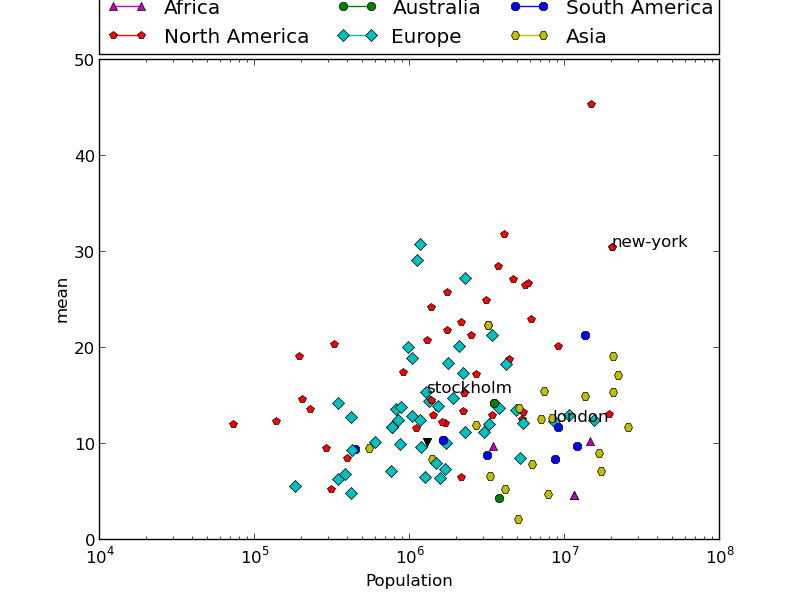 Africa Australia South America
North America Europe Asia
50
40
30
20
10
0
mean
new-york
stockholm
london
10^4 10^5 10^6 10^7 10^8
Population